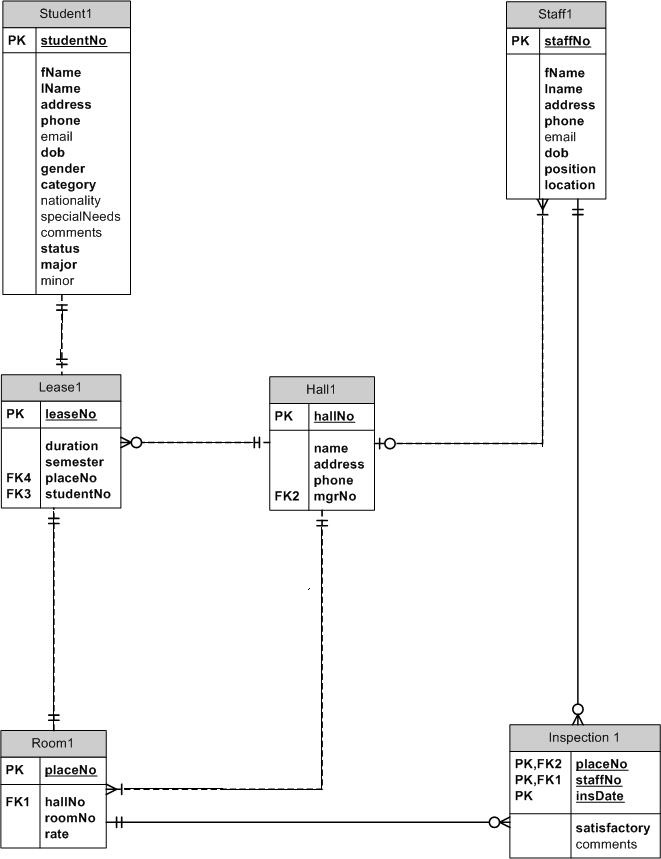 Student1
PK studentNo
fName
lName
address
phone
email
dob
gender
category
nationality
specialNeeds
comments
status
major
minor
Staff1
PK staffNo
fName
lname
address
phone
email
dob
position
location
Lease1
PK leaseNo
duration
semester
FK4 placeNo
FK3 studentNo
Hall1
PK hallNo
name
address
phone
FK2 mgrNo
Room1
PK placeNo
FK1 hallNo
roomNo
rate
Inspection 1
PK,FK2 placeNo
PK,FK1 staffNo
PK insDate
satisfactory
comments